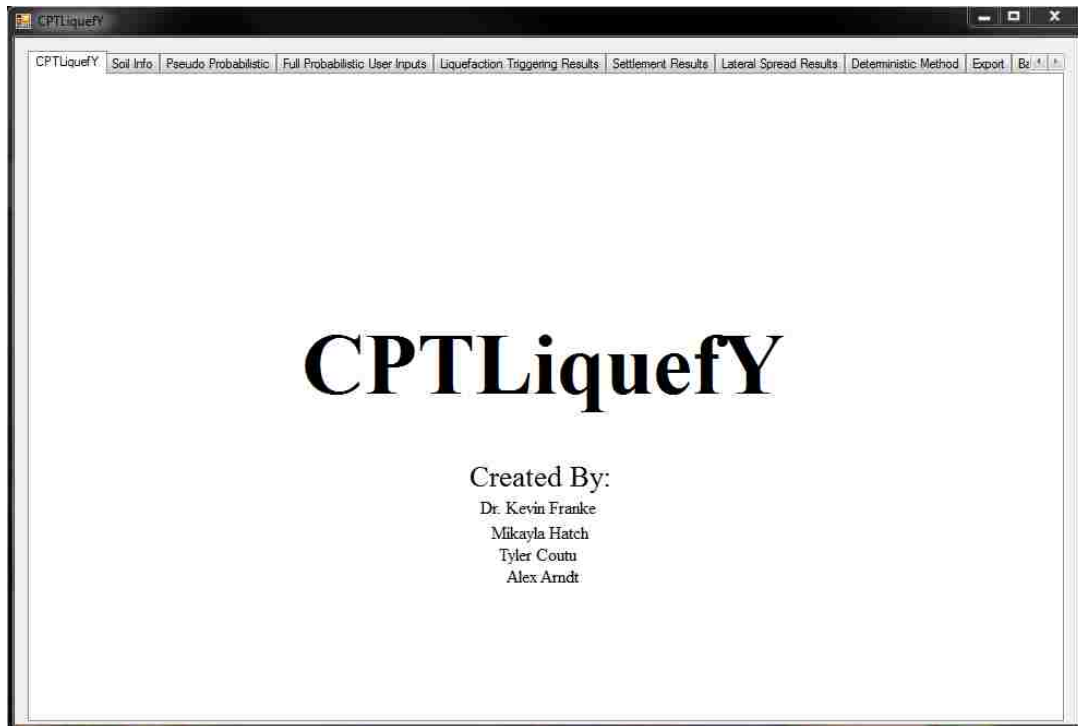 CPTLiquefY
CPTLiquefY Soil Info Pseudo Probabilistic Full Probabilistic User Inputs Liquefaction Triggering Results Settlement Results Lateral Spread Results Deterministic Method Export
CPTLiquefY
Created By:
Dr. Kevin Franke
Mikayla Hatch
Tyler Coutu
Alex Arndt